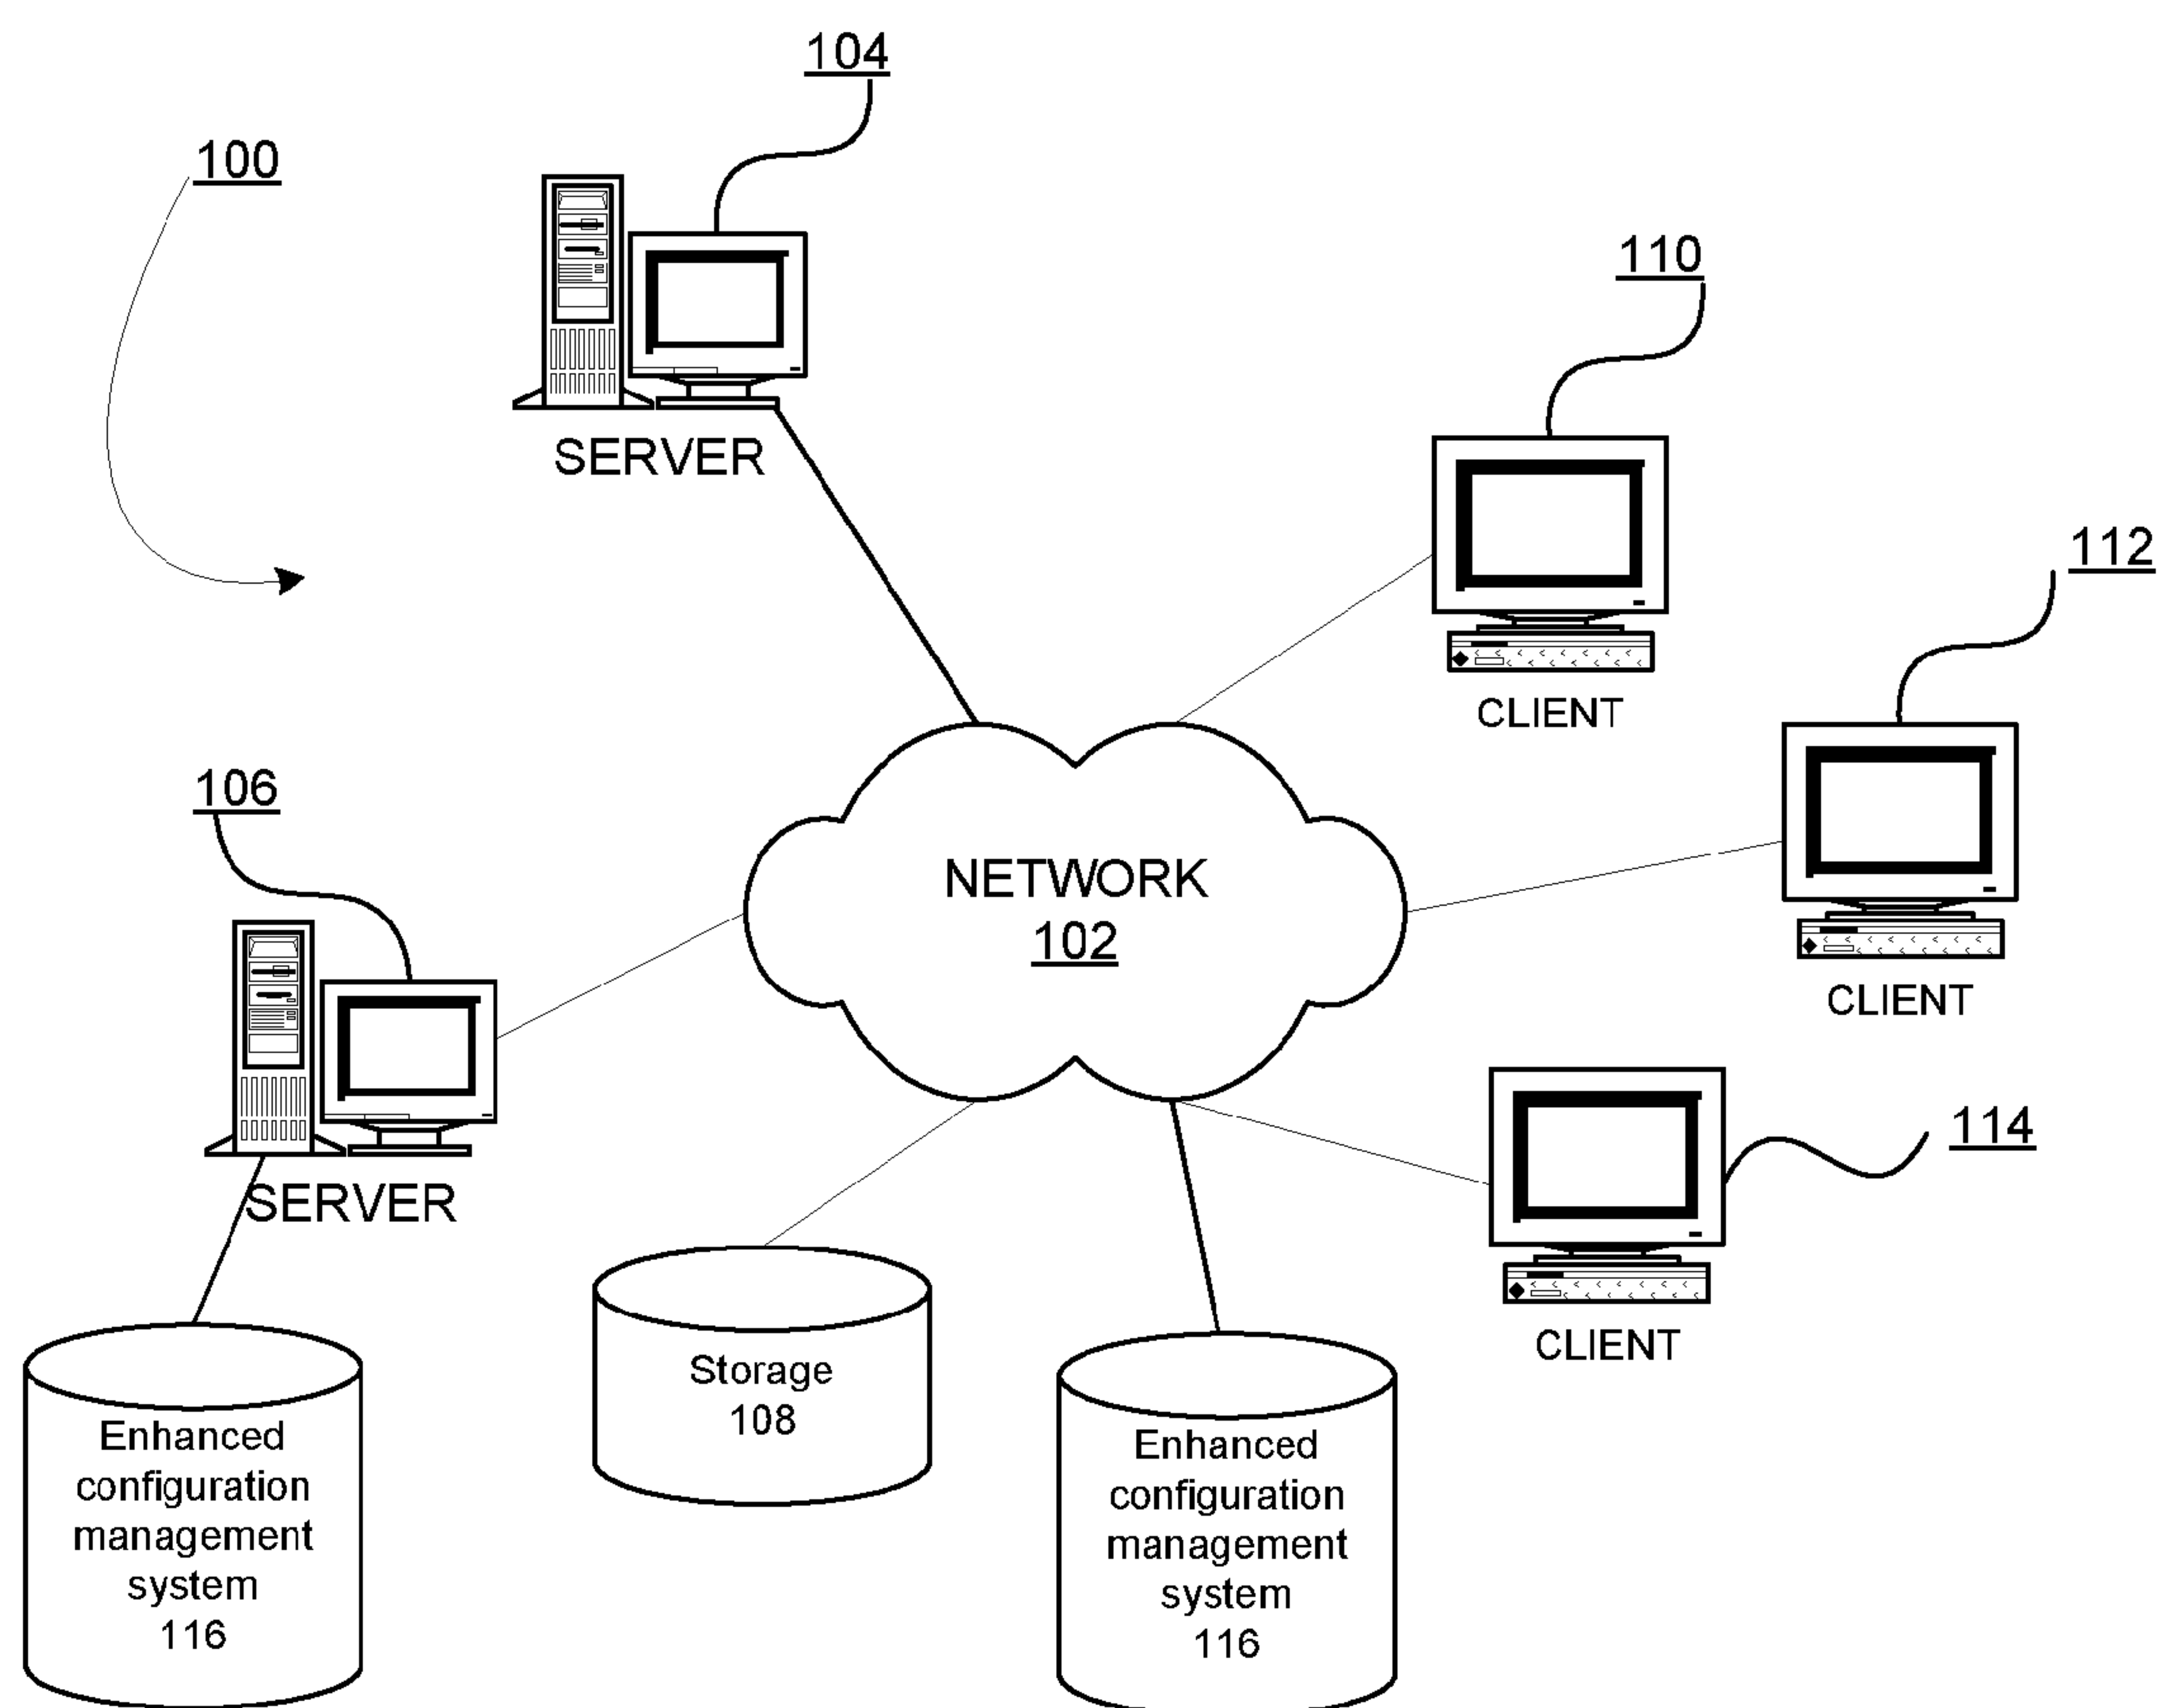 104
100
SERVER
110
CLIENT
112
CLIENT
106
SERVER
NETWORK
102
114
CLIENT
Storage
108
Enhanced
configuration
management
system
116
Enhanced
configuration
management
system
116